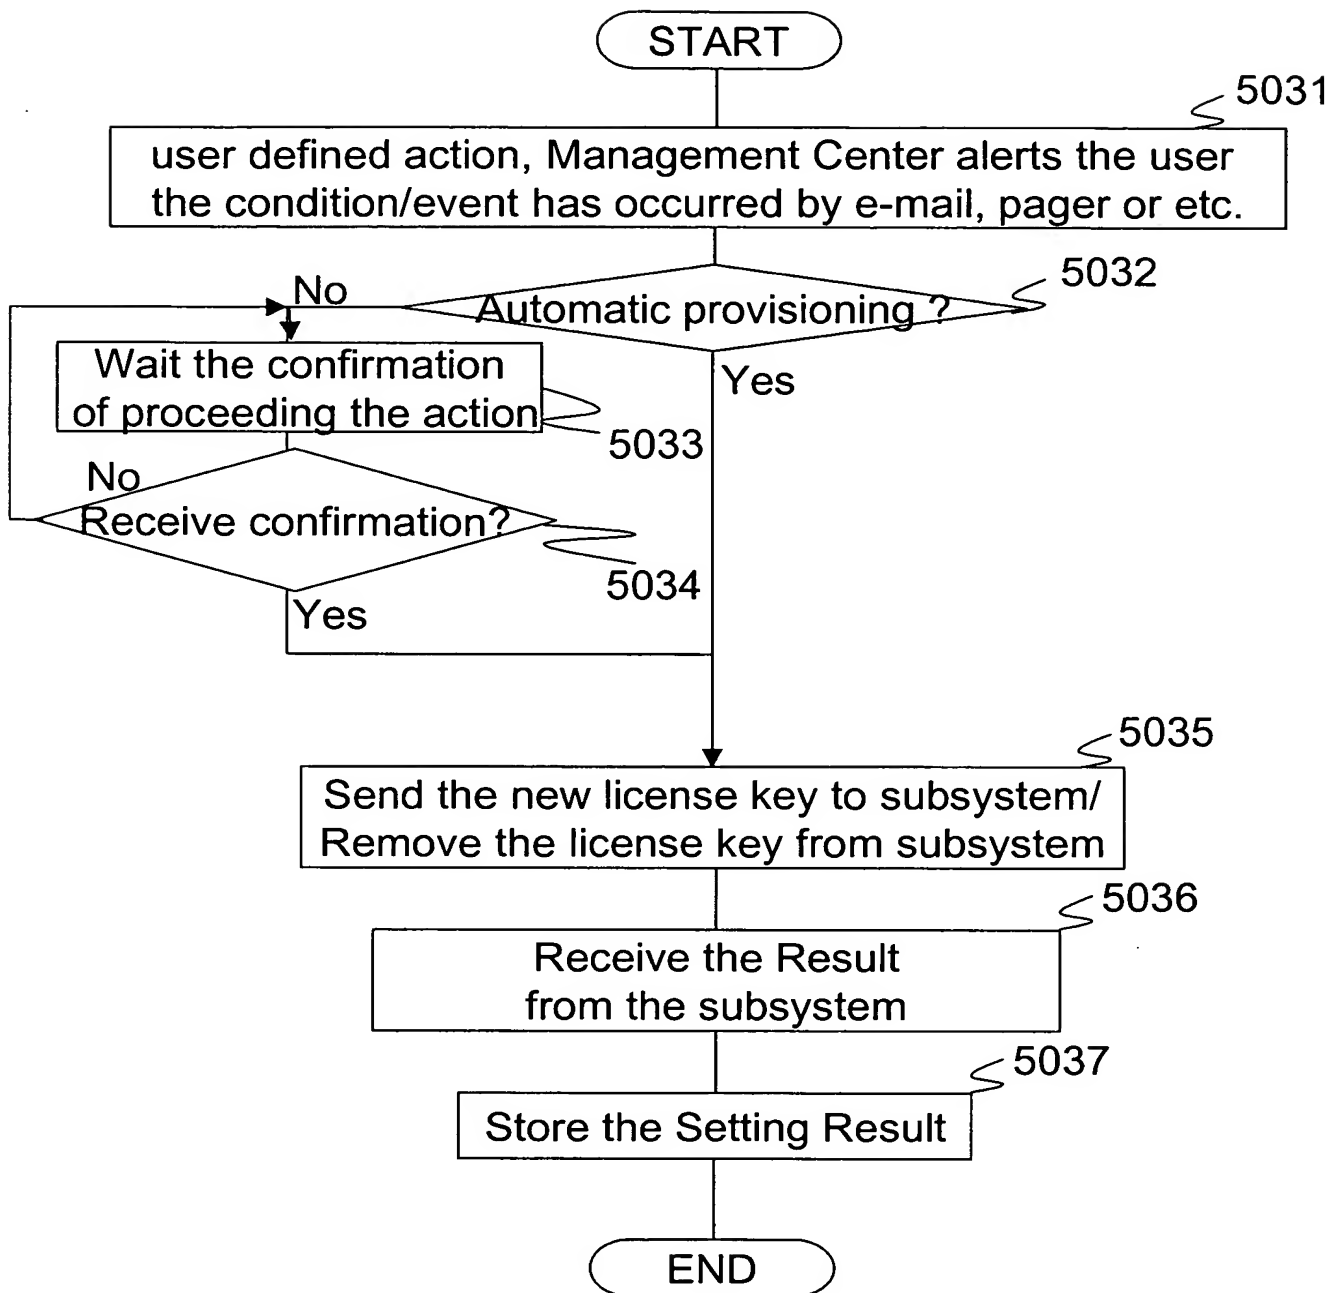 START
5031
user defined action, Management Center alerts the user
the condition/event has occurred by e-mail, pager or etc.
5032
No
Automatic provisioning ?
Yes
Wait the confirmation
of proceeding the action
5033
No
Receive confirmation?
5034
Yes
5035
Send the new license key to subsystem/
Remove the license key from subsystem
5036
Receive the Result
from the subsystem
5037
Store the Setting Result
END